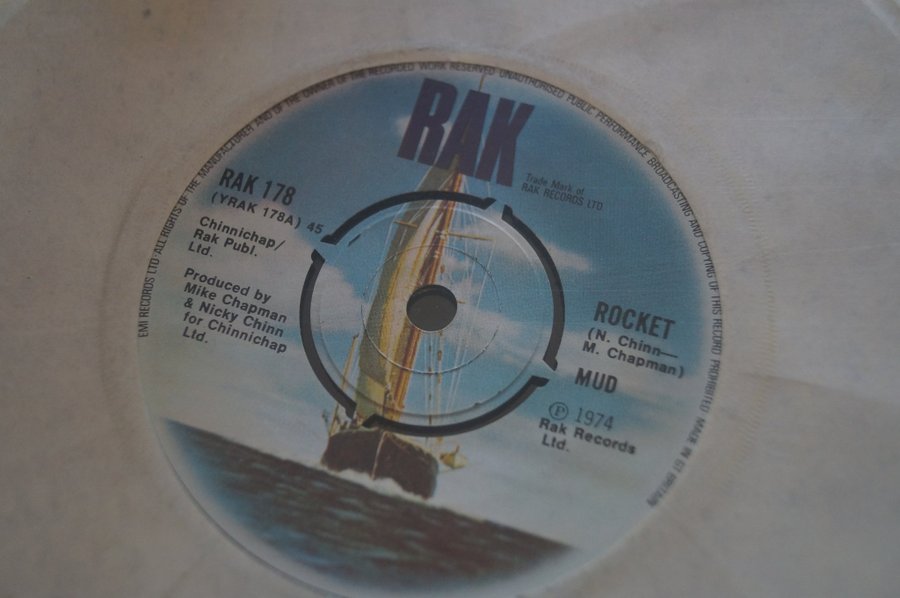 EMI RECORDS LTD·ALL RIGHTS OF THE MANUFACTURER AND OF THE OWNER OF THE RECORDED WORK RESERVED UNAUTHORISED PUBLIC PERFORMANCE BROADCASTING AND COPYING OF THIS RECORD PROHIBITED MADE IN GT BRITAIN
RAK
Trade Mark of
RAK RECORDS LTD
RAK 178
(YRAK 178A) 45
Chinnichap/
Rak Publ.
Ltd.
Produced by
Mike Chapman
& Nicky Chinn
for Chinnichap
Ltd.
ROCKET
(N. Chinn—
M. Chapman)
MUD
Ⓟ 1974
Rak Records
Ltd.